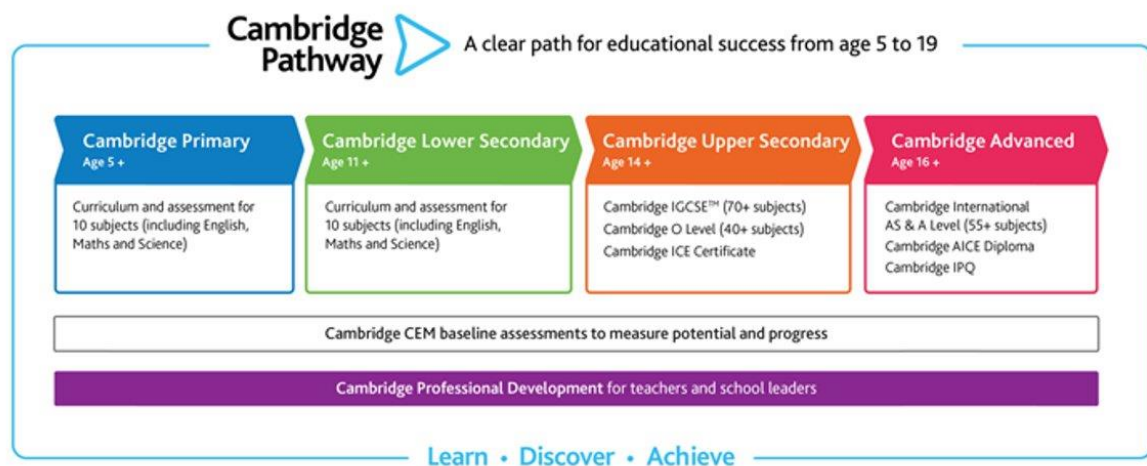 Cambridge
Pathway
A clear path for educational success from age 5 to 19
Cambridge Primary
Age 5 +
Curriculum and assessment for
10 subjects (including English,
Maths and Science)
Cambridge Lower Secondary
Age 11 +
Curriculum and assessment for
10 subjects (including English,
Maths and Science)
Cambridge Upper Secondary
Age 14 +
Cambridge IGCSE™ (70+ subjects)
Cambridge O Level (40+ subjects)
Cambridge ICE Certificate
Cambridge Advanced
Age 16 +
Cambridge International
AS & A Level (55+ subjects)
Cambridge AICE Diploma
Cambridge IPQ
Cambridge CEM baseline assessments to measure potential and progress
Cambridge Professional Development for teachers and school leaders
Learn • Discover • Achieve